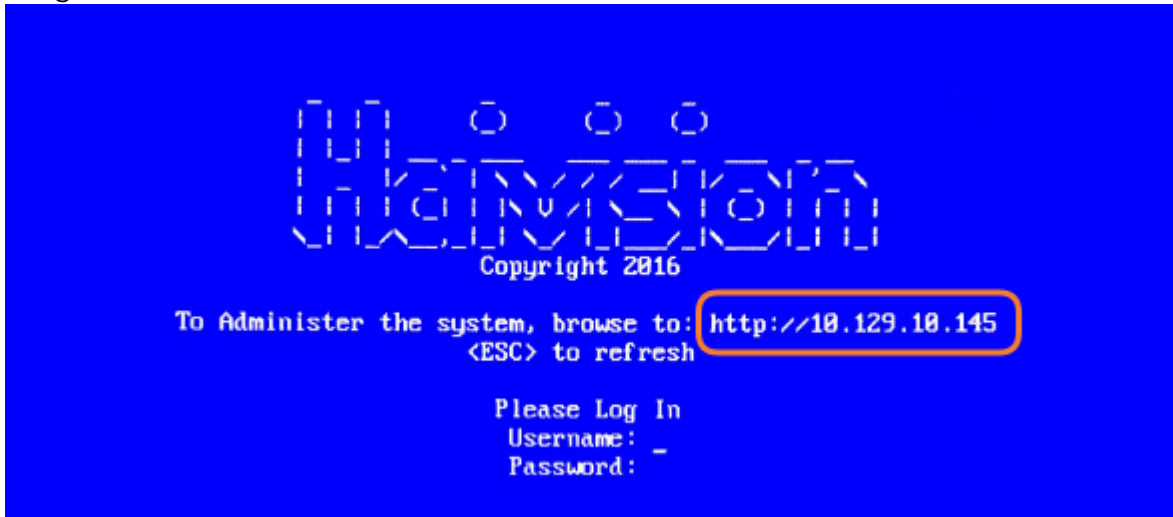 Haivision
Copyright 2016
To Administer the system, browse to: http://10.129.10.145
<ESC> to refresh
Please Log In
Username: _
Password: